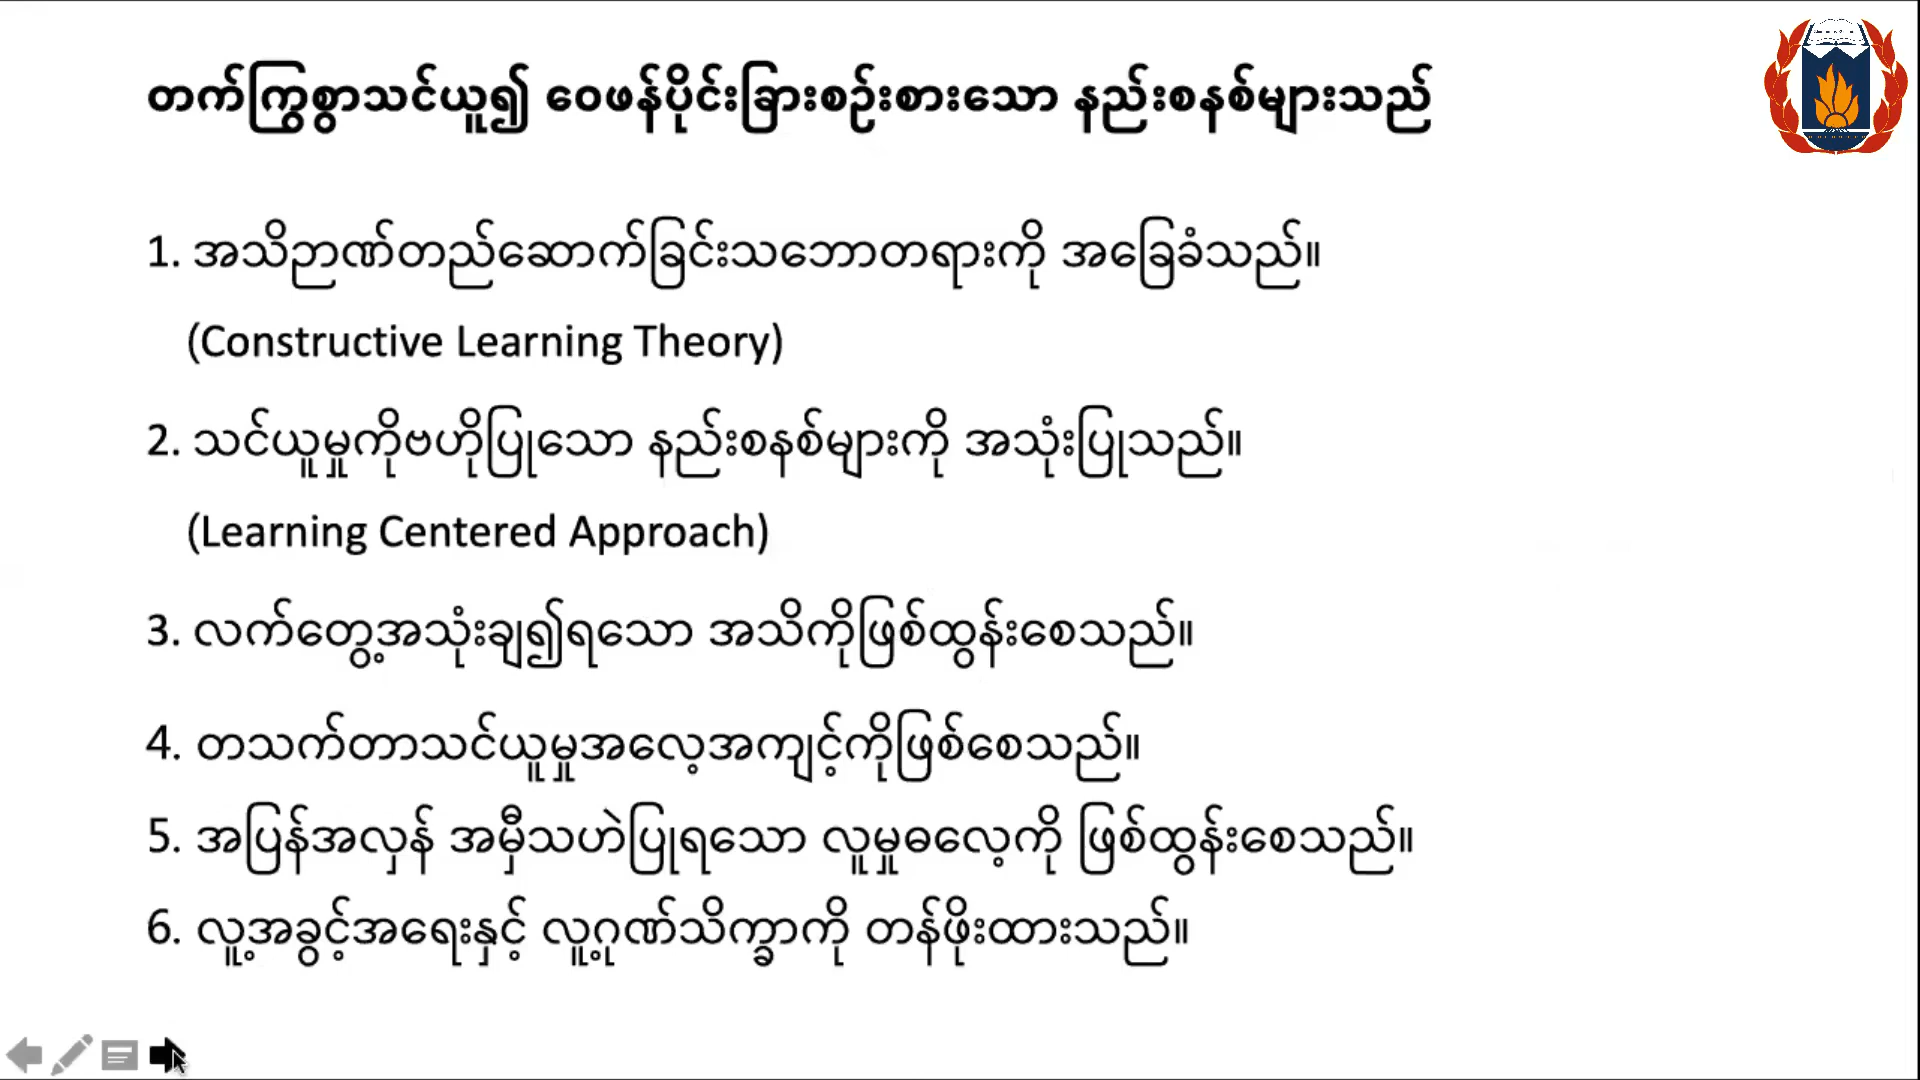 တက်ကြွစွာသင်ယူ၍ ဝေဖန်ပိုင်းခြားစဉ်းစားသော နည်းစနစ်များသည်
1. အသိဉာဏ်တည်ဆောက်ခြင်းသဘောတရားကို အခြေခံသည်။
(Constructive Learning Theory)
2. သင်ယူမှုကိုဗဟိုပြုသော နည်းစနစ်များကို အသုံးပြုသည်။
(Learning Centered Approach)
3. လက်တွေ့အသုံးချ၍ရသော အသိကိုဖြစ်ထွန်းစေသည်။
4. တသက်တာသင်ယူမှုအလေ့အကျင့်ကိုဖြစ်စေသည်။
5. အပြန်အလှန် အမှီသဟဲပြုရသော လူမှုဓလေ့ကို ဖြစ်ထွန်းစေသည်။
6. လူ့အခွင့်အရေးနှင့် လူ့ဂုဏ်သိက္ခာကို တန်ဖိုးထားသည်။